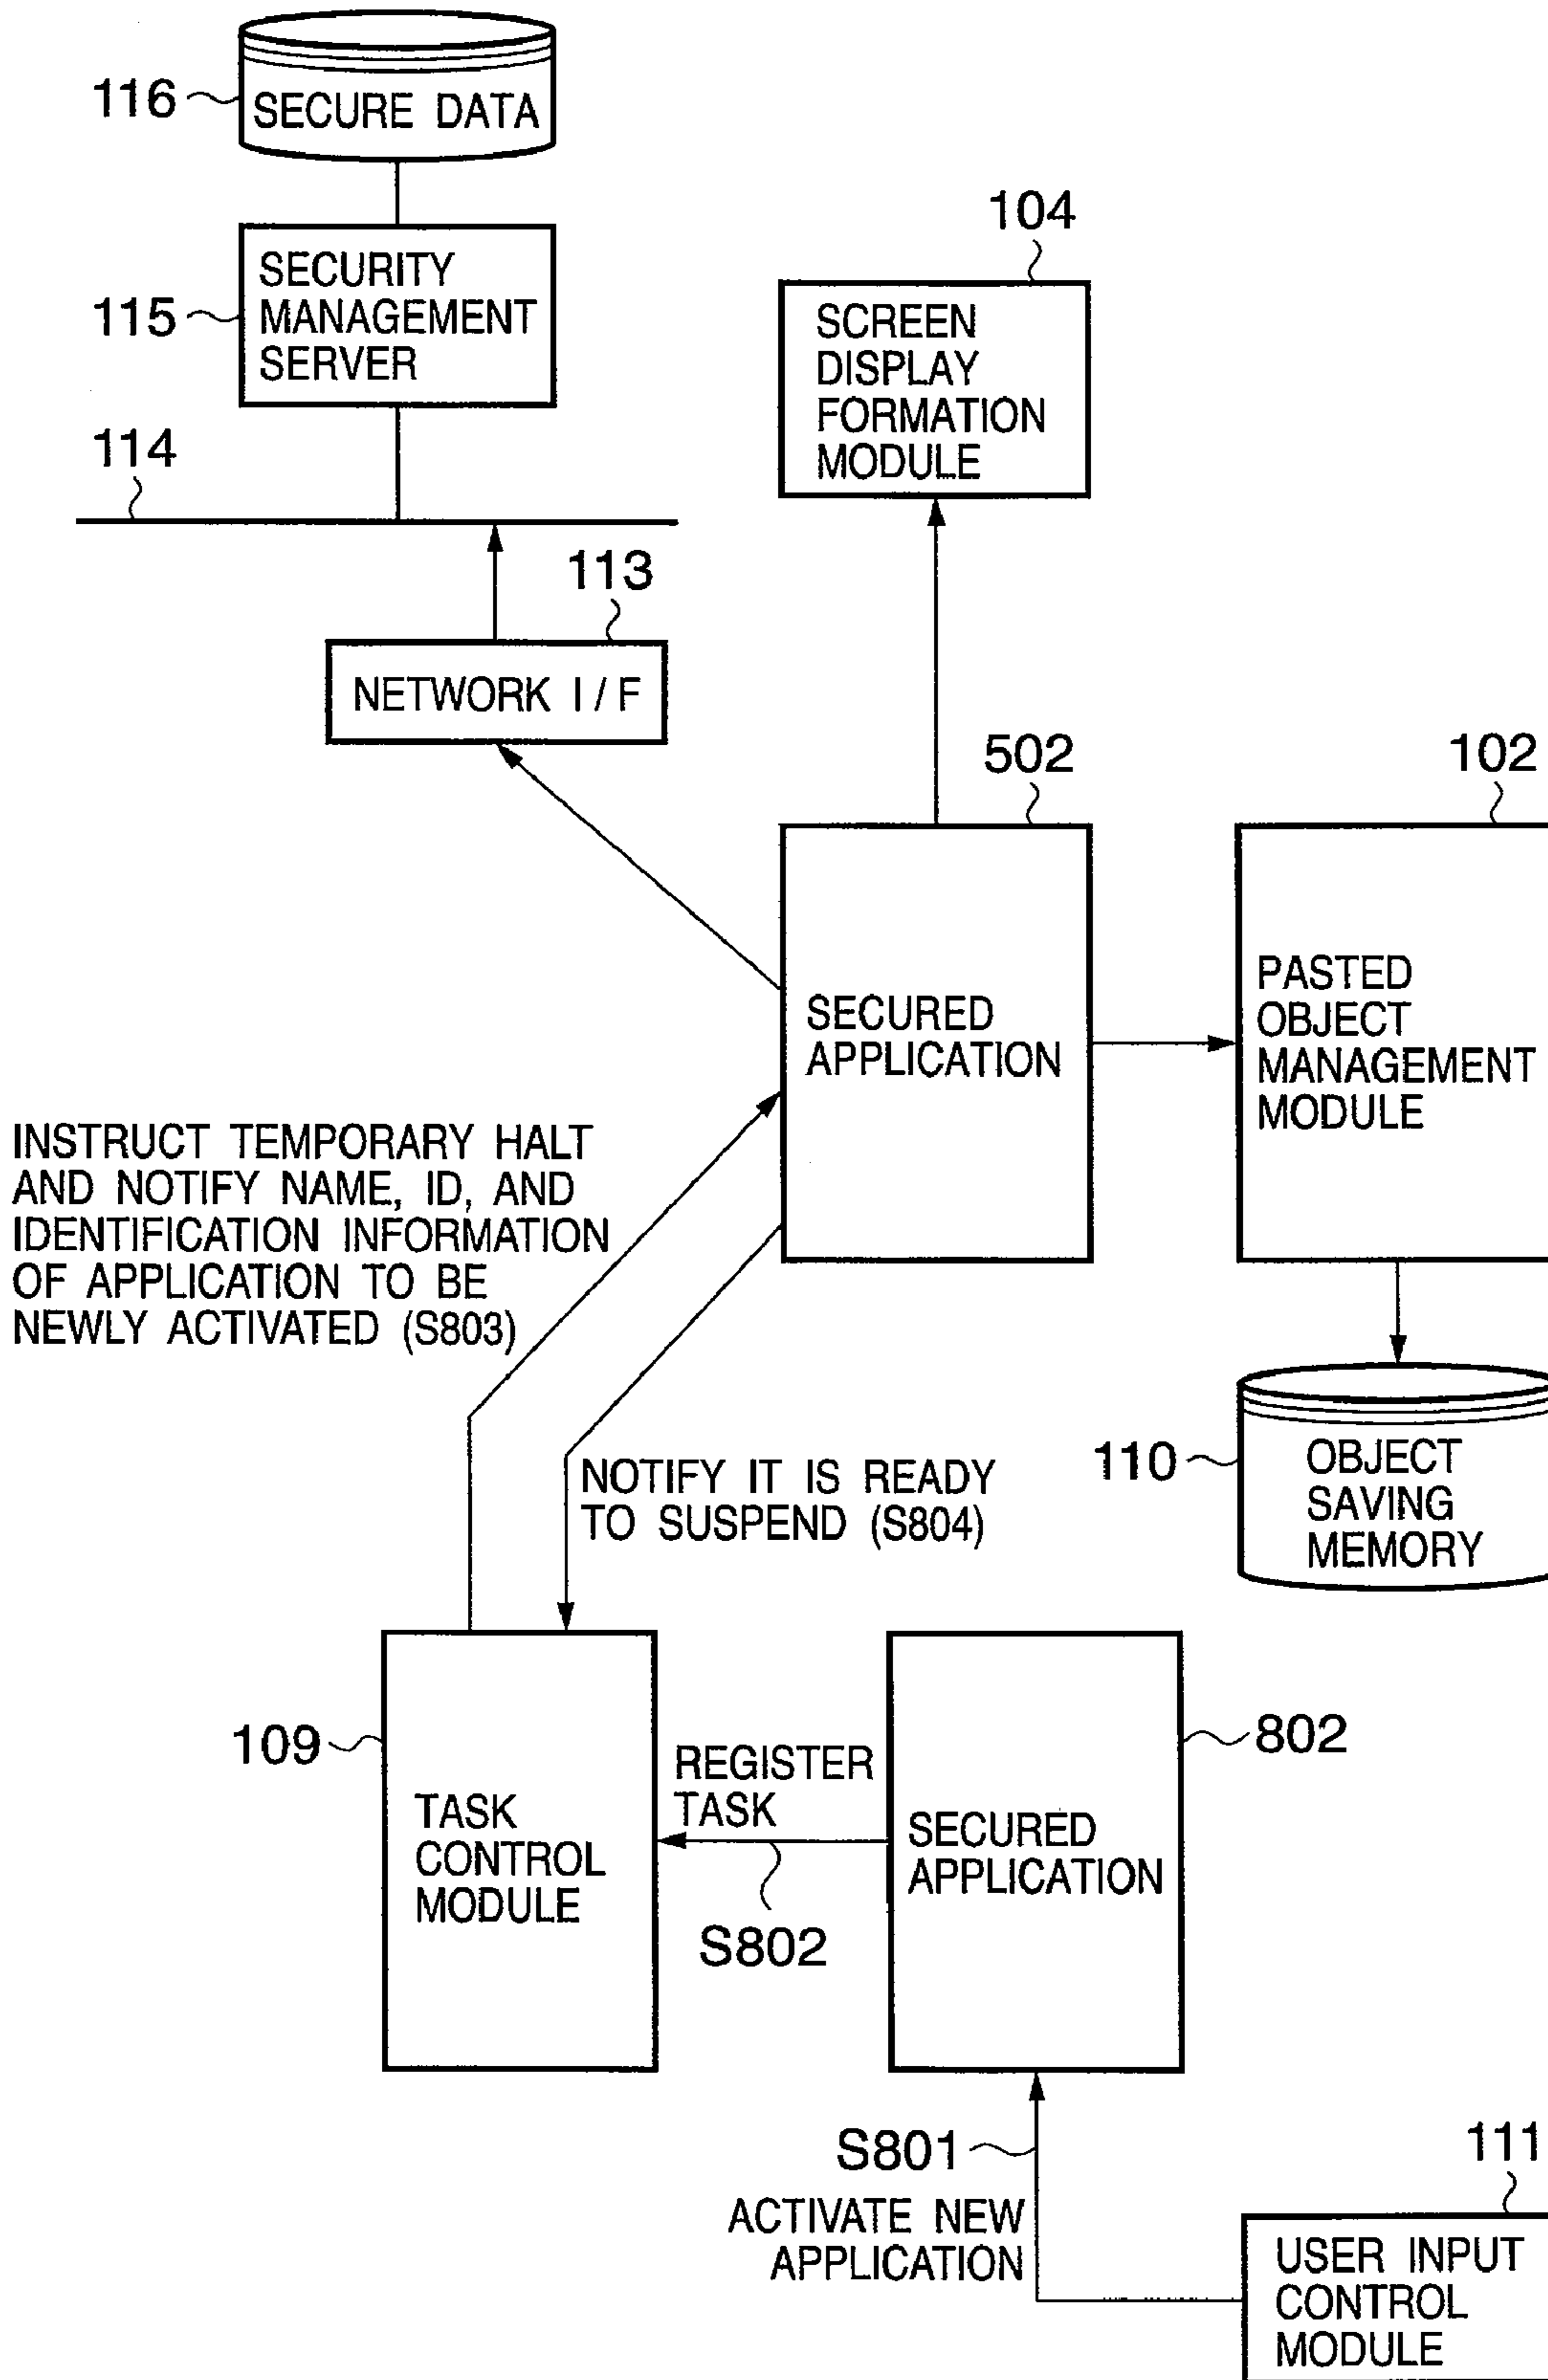 116
SECURE DATA
115
SECURITY
MANAGEMENT
SERVER
104
SCREEN
DISPLAY
FORMATION
MODULE
114
113
NETWORK I / F
502
SECURED
APPLICATION
102
PASTED
OBJECT
MANAGEMENT
MODULE
INSTRUCT TEMPORARY HALT
AND NOTIFY NAME, ID, AND
IDENTIFICATION INFORMATION
OF APPLICATION TO BE
NEWLY ACTIVATED (S803)
NOTIFY IT IS READY
TO SUSPEND (S804)
110
OBJECT
SAVING
MEMORY
109
TASK
CONTROL
MODULE
REGISTER
TASK
S802
802
SECURED
APPLICATION
S801
ACTIVATE NEW
APPLICATION
111
USER INPUT
CONTROL
MODULE